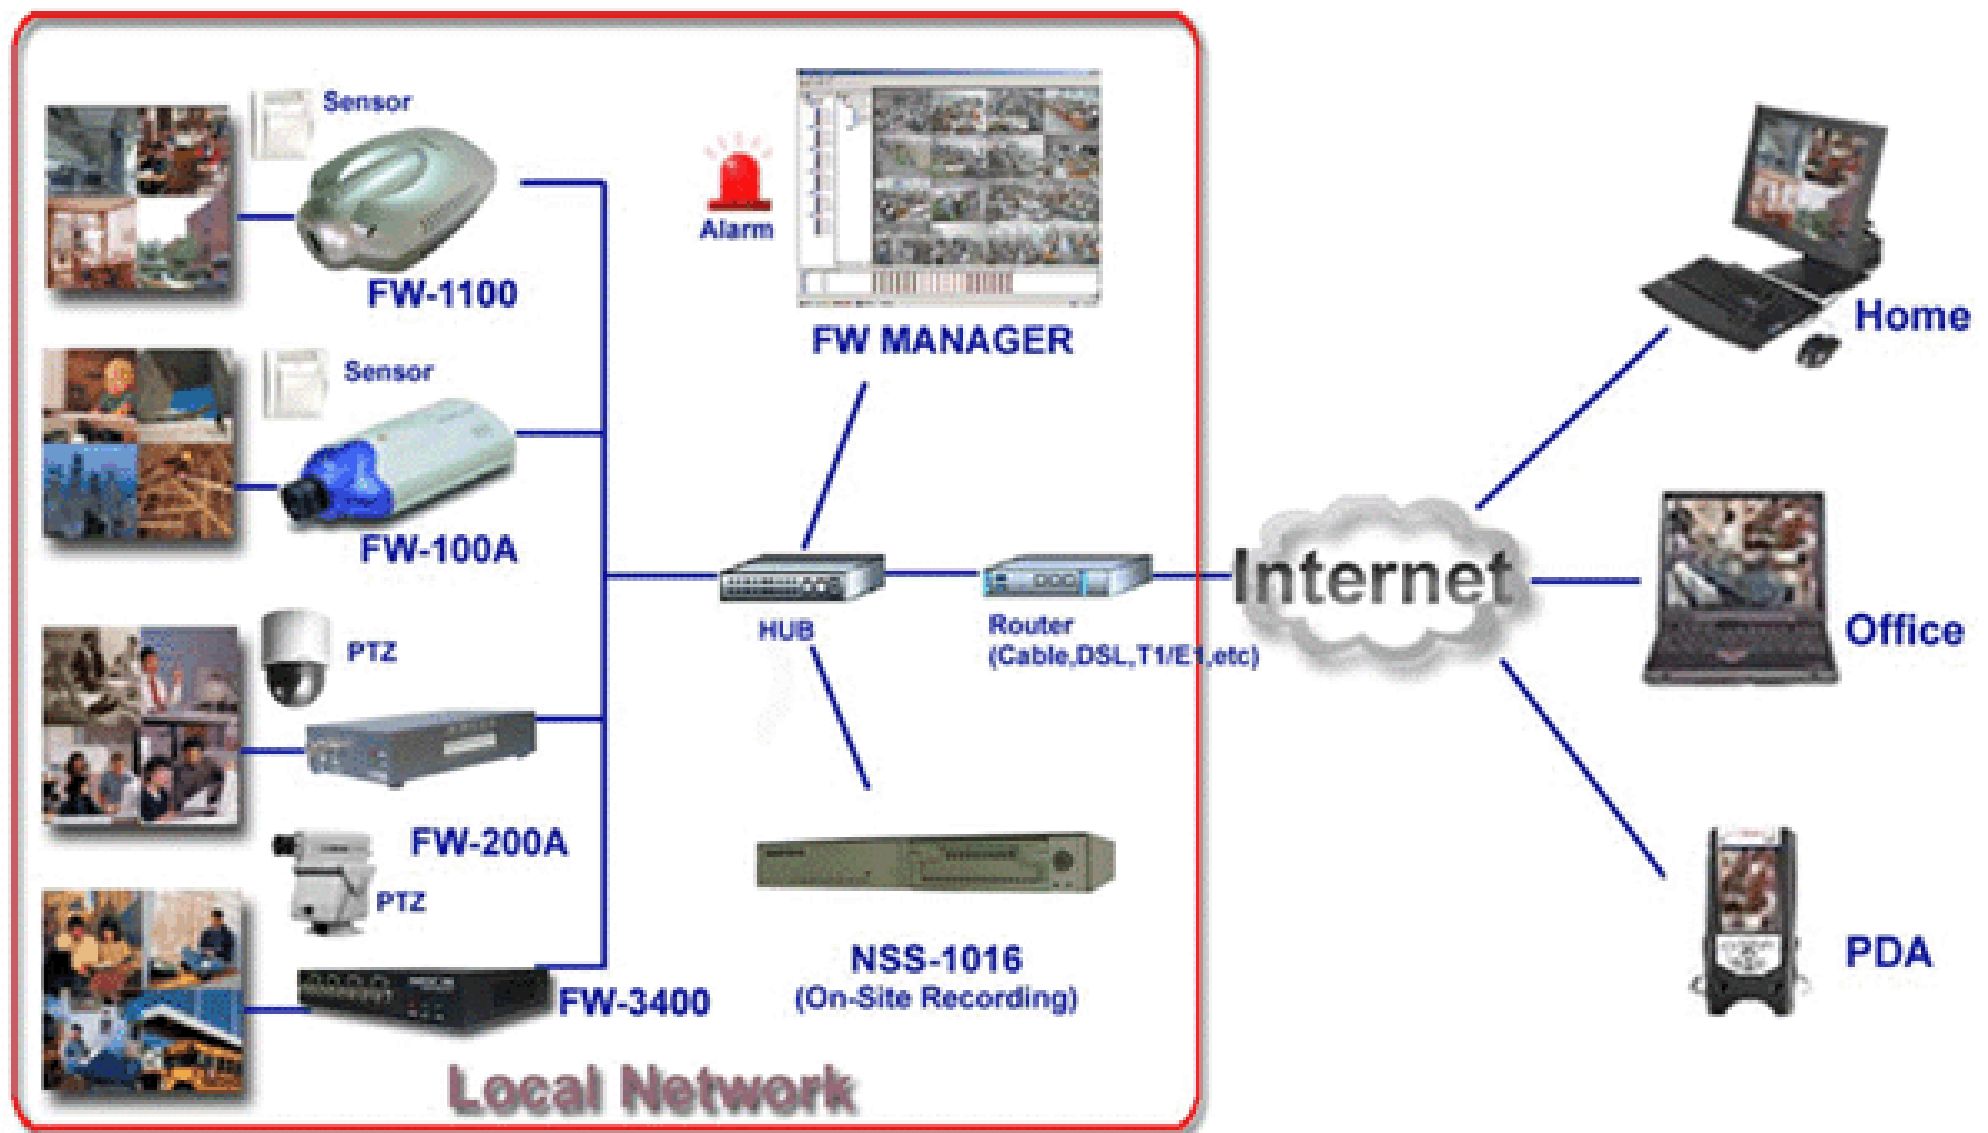 Sensor
FW-1100
Alarm
FW MANAGER
Sensor
FW-100A
PTZ
FW-200A
PTZ
FW-3400
HUB
Router
(Cable,DSL,T1/E1,etc)
NSS-1016
(On-Site Recording)
Local Network
Internet
Home
Office
PDA